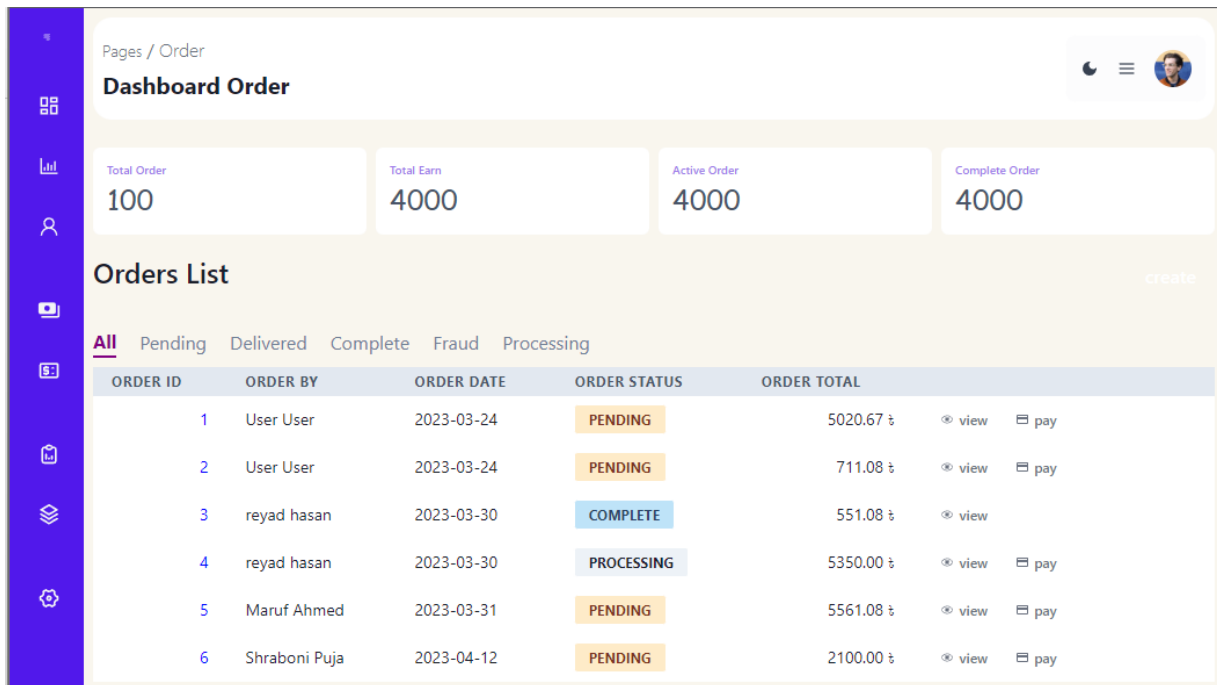 Pages / Order
Dashboard Order
Total Order
100
Total Earn
4000
Active Order
4000
Complete Order
4000
Orders List
create
All Pending Delivered Complete Fraud Processing
ORDER ID ORDER BY ORDER DATE ORDER STATUS ORDER TOTAL
1 User User 2023-03-24 PENDING 5020.67 ৳ view pay
2 User User 2023-03-24 PENDING 711.08 ৳ view pay
3 reyad hasan 2023-03-30 COMPLETE 551.08 ৳ view
4 reyad hasan 2023-03-30 PROCESSING 5350.00 ৳ view pay
5 Maruf Ahmed 2023-03-31 PENDING 5561.08 ৳ view pay
6 Shraboni Puja 2023-04-12 PENDING 2100.00 ৳ view pay